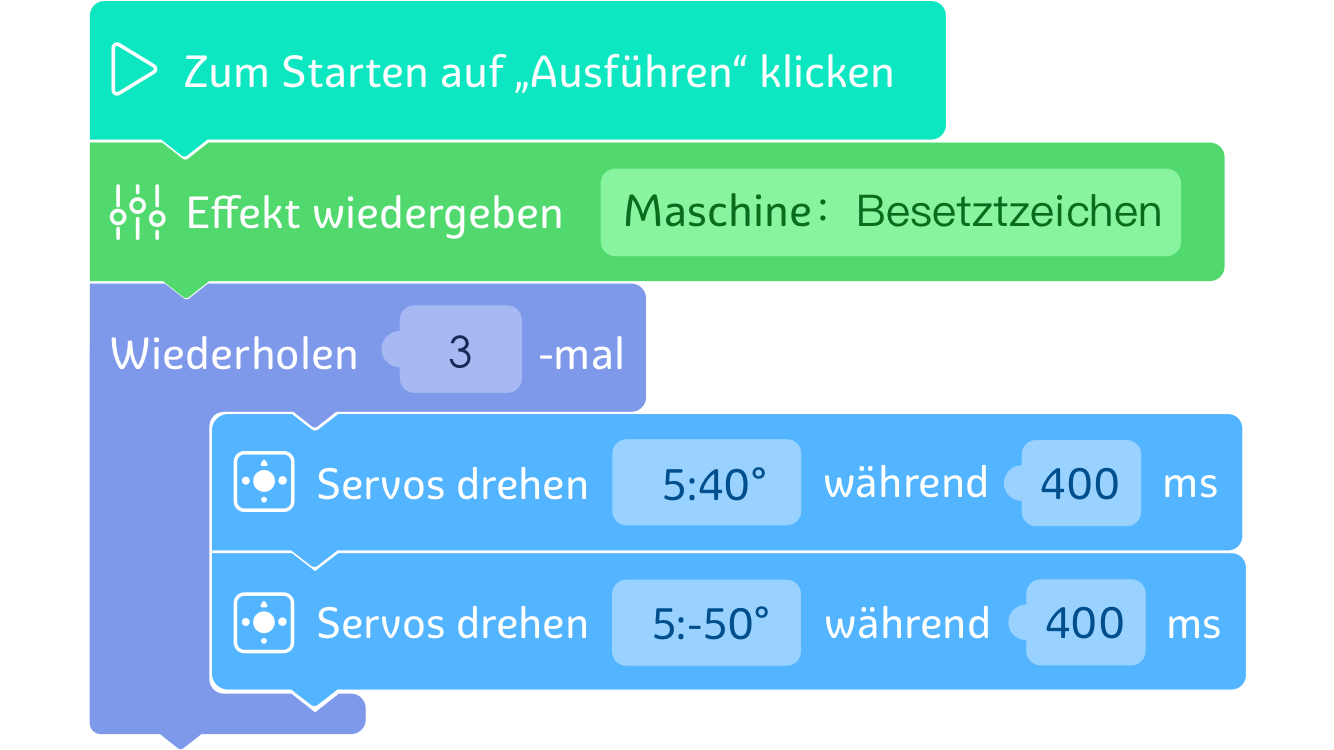 Zum Starten auf „Ausführen“ klicken
Effekt wiedergeben Maschine: Besetztzeichen
Wiederholen 3 -mal
Servos drehen 5:40° während 400 ms
Servos drehen 5:-50° während 400 ms